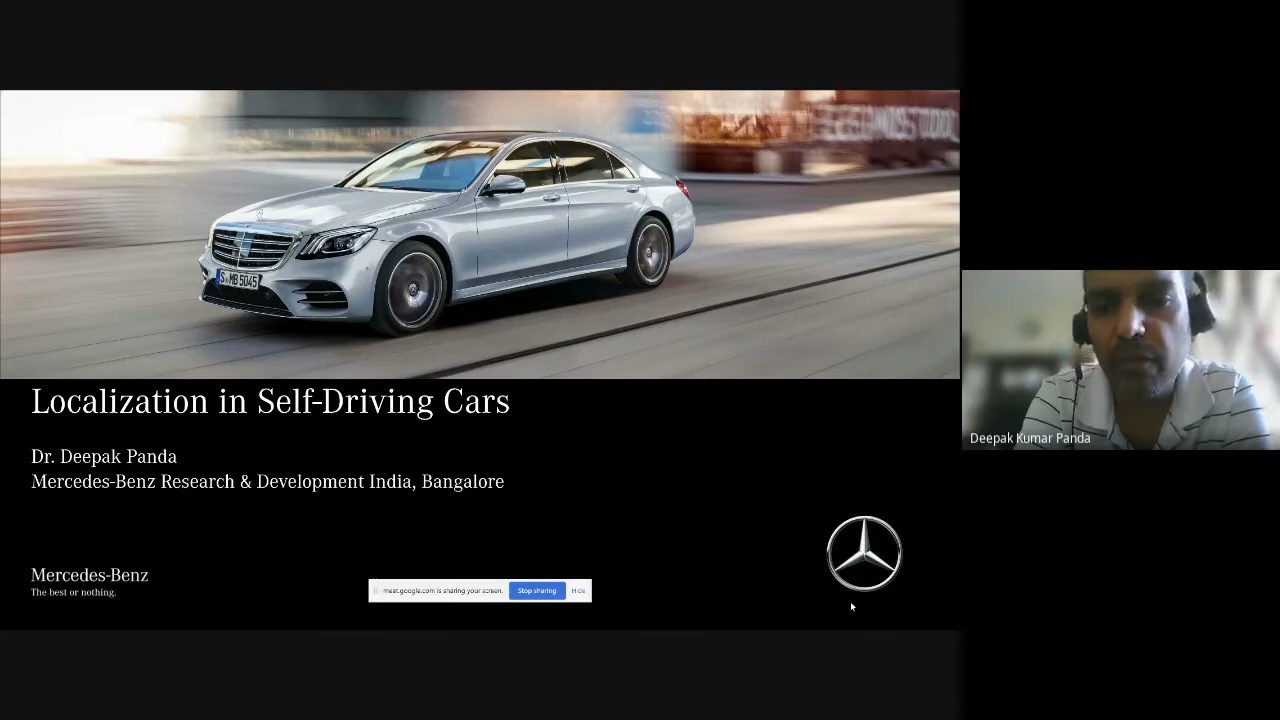 S MB 5045
Localization in Self-Driving Cars
Dr. Deepak Panda
Mercedes-Benz Research & Development India, Bangalore
Mercedes-Benz
The best or nothing.
meet.google.com is sharing your screen.
Stop sharing
Hide
Deepak Kumar Panda